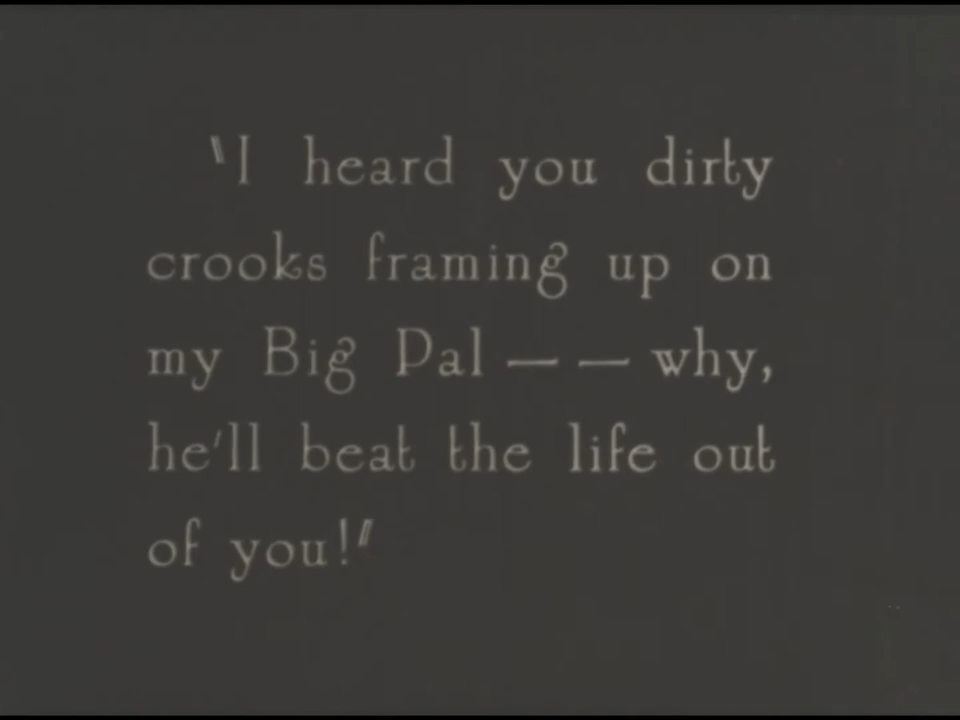 "I heard you dirty
crooks framing up on
my Big Pal — — why,
he'll beat the life out
of you!"